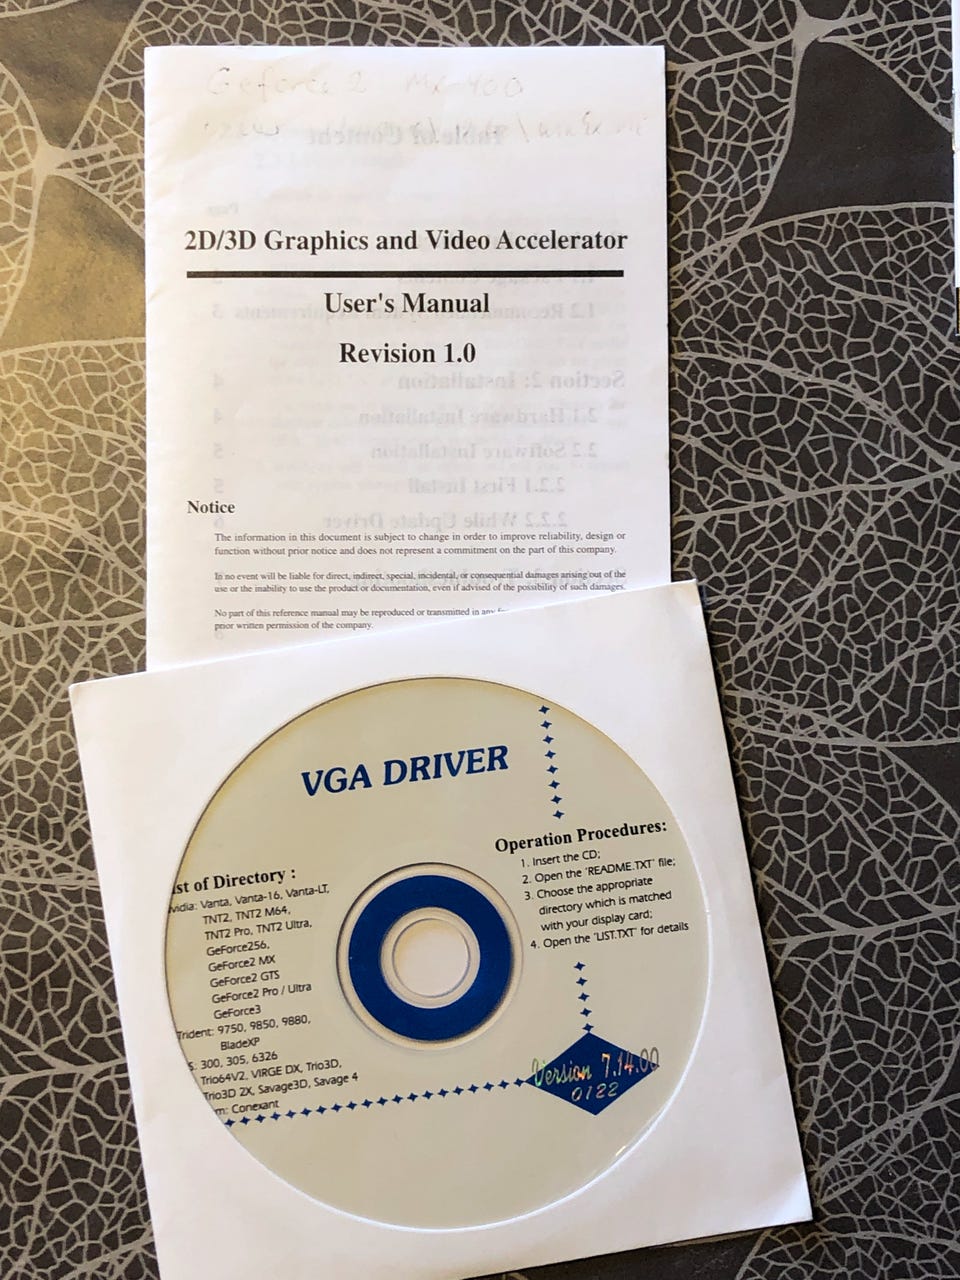 Geforce 2 MX-400
2D/3D Graphics and Video Accelerator
User's Manual
Revision 1.0
Notice
The information in this document is subject to change in order to improve reliability, design or
function without prior notice and does not represent a commitment on the part of this company.
In no event will be liable for direct, indirect, special, incidental, or consequential damages arising out of the
use or the inability to use the product or documentation, even if advised of the possibility of such damages.
No part of this reference manual may be reproduced or transmitted in any
prior written permission of the company.
VGA DRIVER
ist of Directory :
vidia: Vanta, Vanta-16, Vanta-LT,
TNT2, TNT2 M64,
TNT2 Pro, TNT2 Ultra,
GeForce256,
GeForce2 MX
GeForce2 GTS
GeForce2 Pro / Ultra
GeForce3
Trident: 9750, 9850, 9880,
BladeXP
S: 300, 305, 6326
Trio64V2, VIRGE DX, Trio3D,
Trio3D 2X, Savage3D, Savage 4
m: Conexant
Operation Procedures:
1. Insert the CD;
2. Open the 'README.TXT' file;
3. Choose the appropriate
directory which is matched
with your display card;
4. Open the 'LIST.TXT' for details
Version 7.14.00
0122